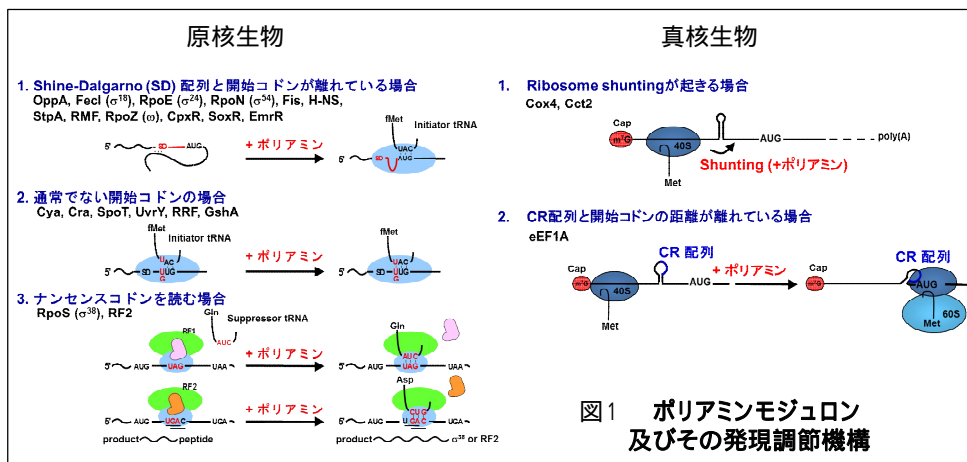 原核生物
1. Shine-Dalgarno (SD) 配列と開始コドンが離れている場合
OppA, FecI (σ18), RpoE (σ24), RpoN (σ54), Fis, H-NS,
StpA, RMF, RpoZ (ω), CpxR, SoxR, EmrR
fMet
Initiator tRNA
5' SD AUG
+ ポリアミン
5' SD UAC
AUG
2. 通常でない開始コドンの場合
Cya, Cra, SpoT, UvrY, RRF, GshA
fMet
Initiator tRNA
UAC
5' SD UUG
G
+ ポリアミン
fMet
UAC
5' SD UUG
G
3. ナンセンスコドンを読む場合
RpoS (σ38), RF2
Gln
Suppressor tRNA
AUC
RF1
5' AUG UAG UAA
+ ポリアミン
Gln
AUC
5' AUG UAG UAA
RF2
5' AUG UGAC UGA
+ ポリアミン
Asp
CUG
5' AUG UGAC UGA
product peptide
product σ38 or RF2
真核生物
1. Ribosome shuntingが起きる場合
Cox4, Cct2
Cap
m7G
40S
AUG
poly(A)
Shunting (+ポリアミン)
Met
2. CR配列と開始コドンの距離が離れている場合
eEF1A
CR 配列
Cap
m7G
40S
AUG
Met
+ ポリアミン
CR 配列
Cap
m7G
AUG
Met
60S
図1 ポリアミンモジュロン
及びその発現調節機構